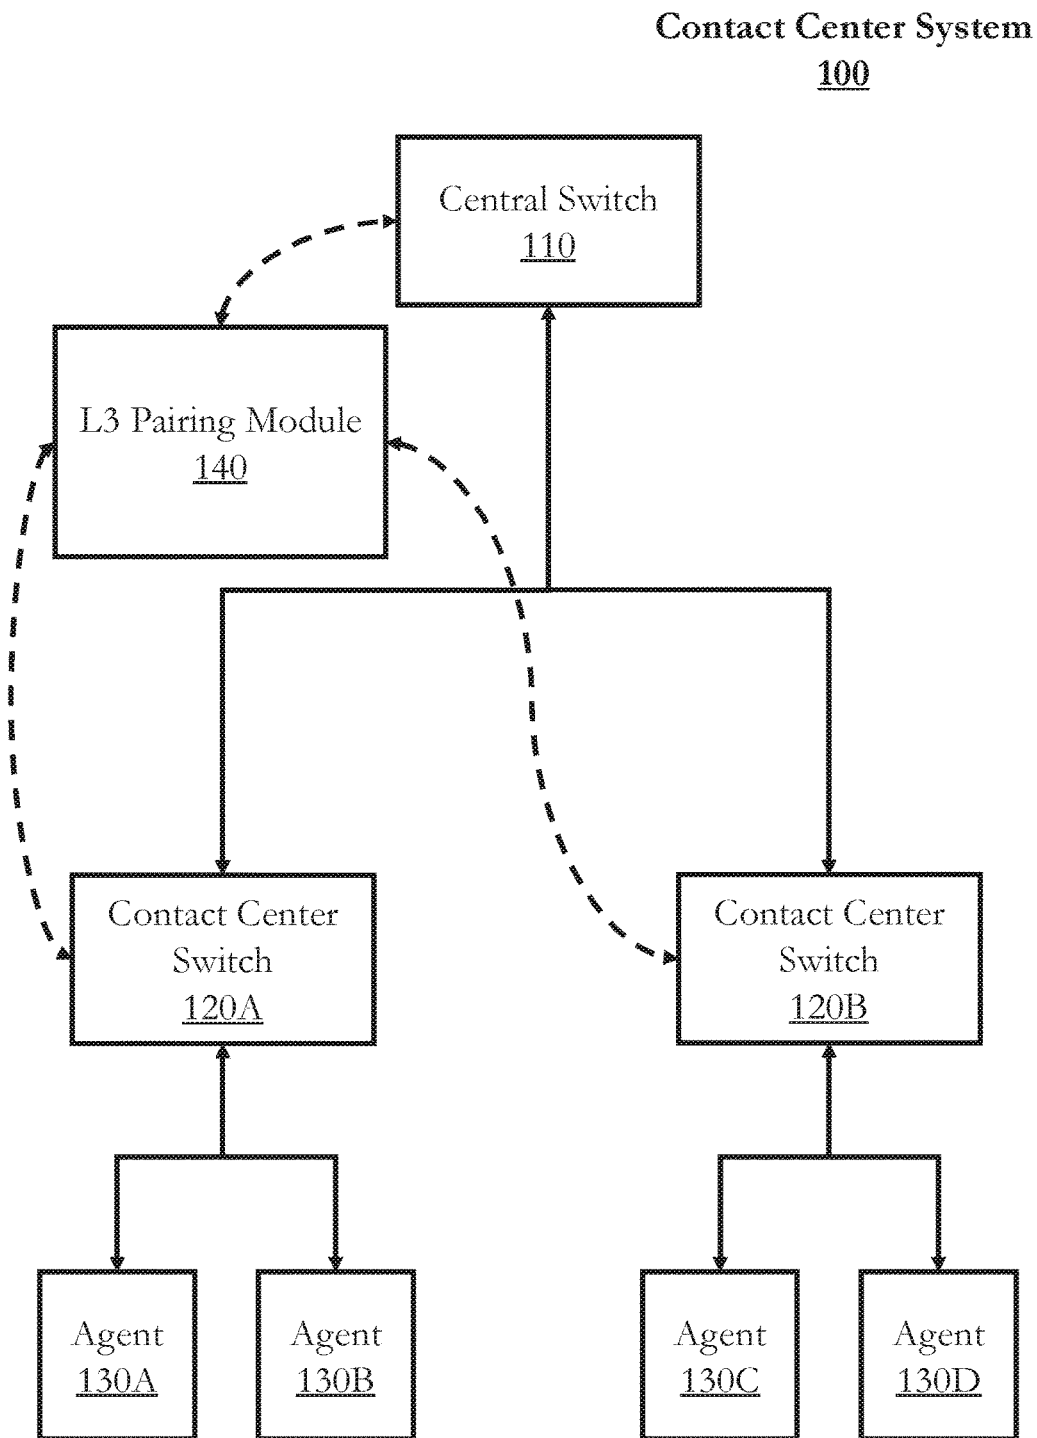 Contact Center System
100
Central Switch
110
L3 Pairing Module
140
Contact Center
Switch
120A
Contact Center
Switch
120B
Agent
130A
Agent
130B
Agent
130C
Agent
130D